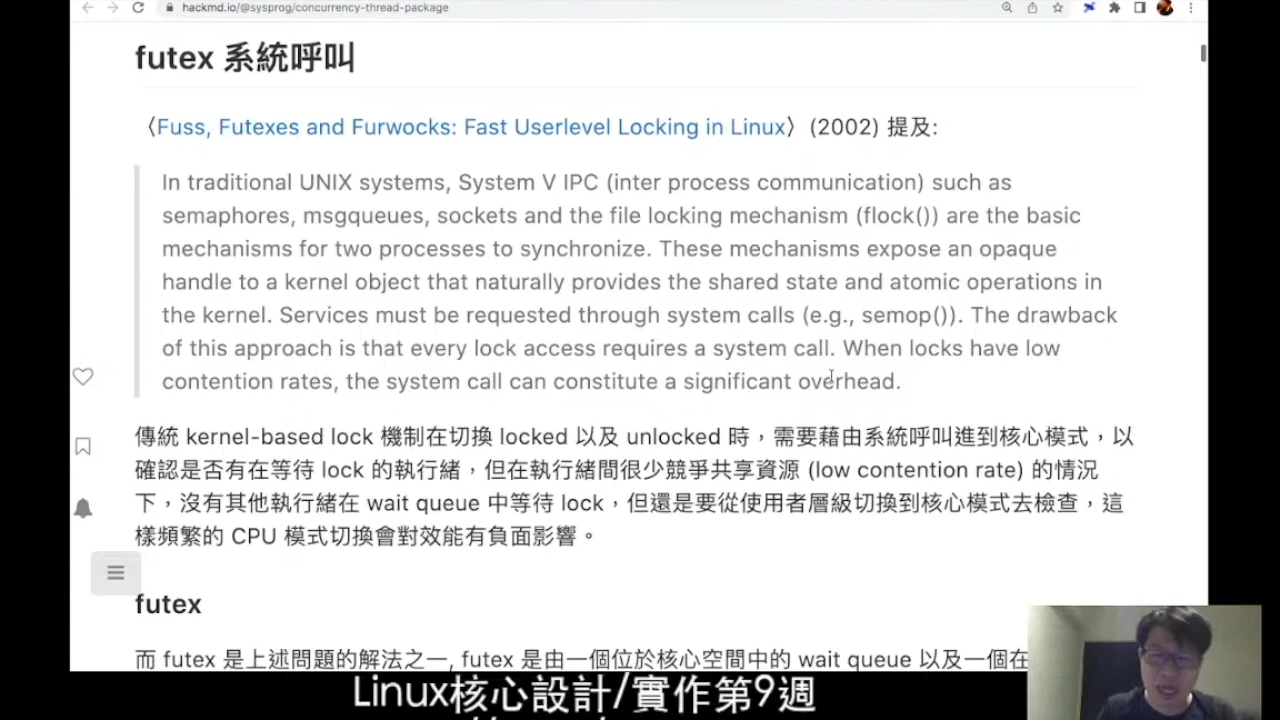 hackmd.io/@sysprog/concurrency-thread-package
futex 系統呼叫
〈Fuss, Futexes and Furwocks: Fast Userlevel Locking in Linux〉(2002) 提及:
In traditional UNIX systems, System V IPC (inter process communication) such as
semaphores, msgqueues, sockets and the file locking mechanism (flock()) are the basic
mechanisms for two processes to synchronize. These mechanisms expose an opaque
handle to a kernel object that naturally provides the shared state and atomic operations in
the kernel. Services must be requested through system calls (e.g., semop()). The drawback
of this approach is that every lock access requires a system call. When locks have low
contention rates, the system call can constitute a significant overhead.
傳統 kernel-based lock 機制在切換 locked 以及 unlocked 時，需要藉由系統呼叫進到核心模式，以
確認是否有在等待 lock 的執行緒，但在執行緒間很少競爭共享資源 (low contention rate) 的情況
下，沒有其他執行緒在 wait queue 中等待 lock，但還是要從使用者層級切換到核心模式去檢查，這
樣頻繁的 CPU 模式切換會對效能有負面影響。
futex
而 futex 是上述問題的解法之一, futex 是由一個位於核心空間中的 wait queue 以及一個在
Linux核心設計/實作第9週